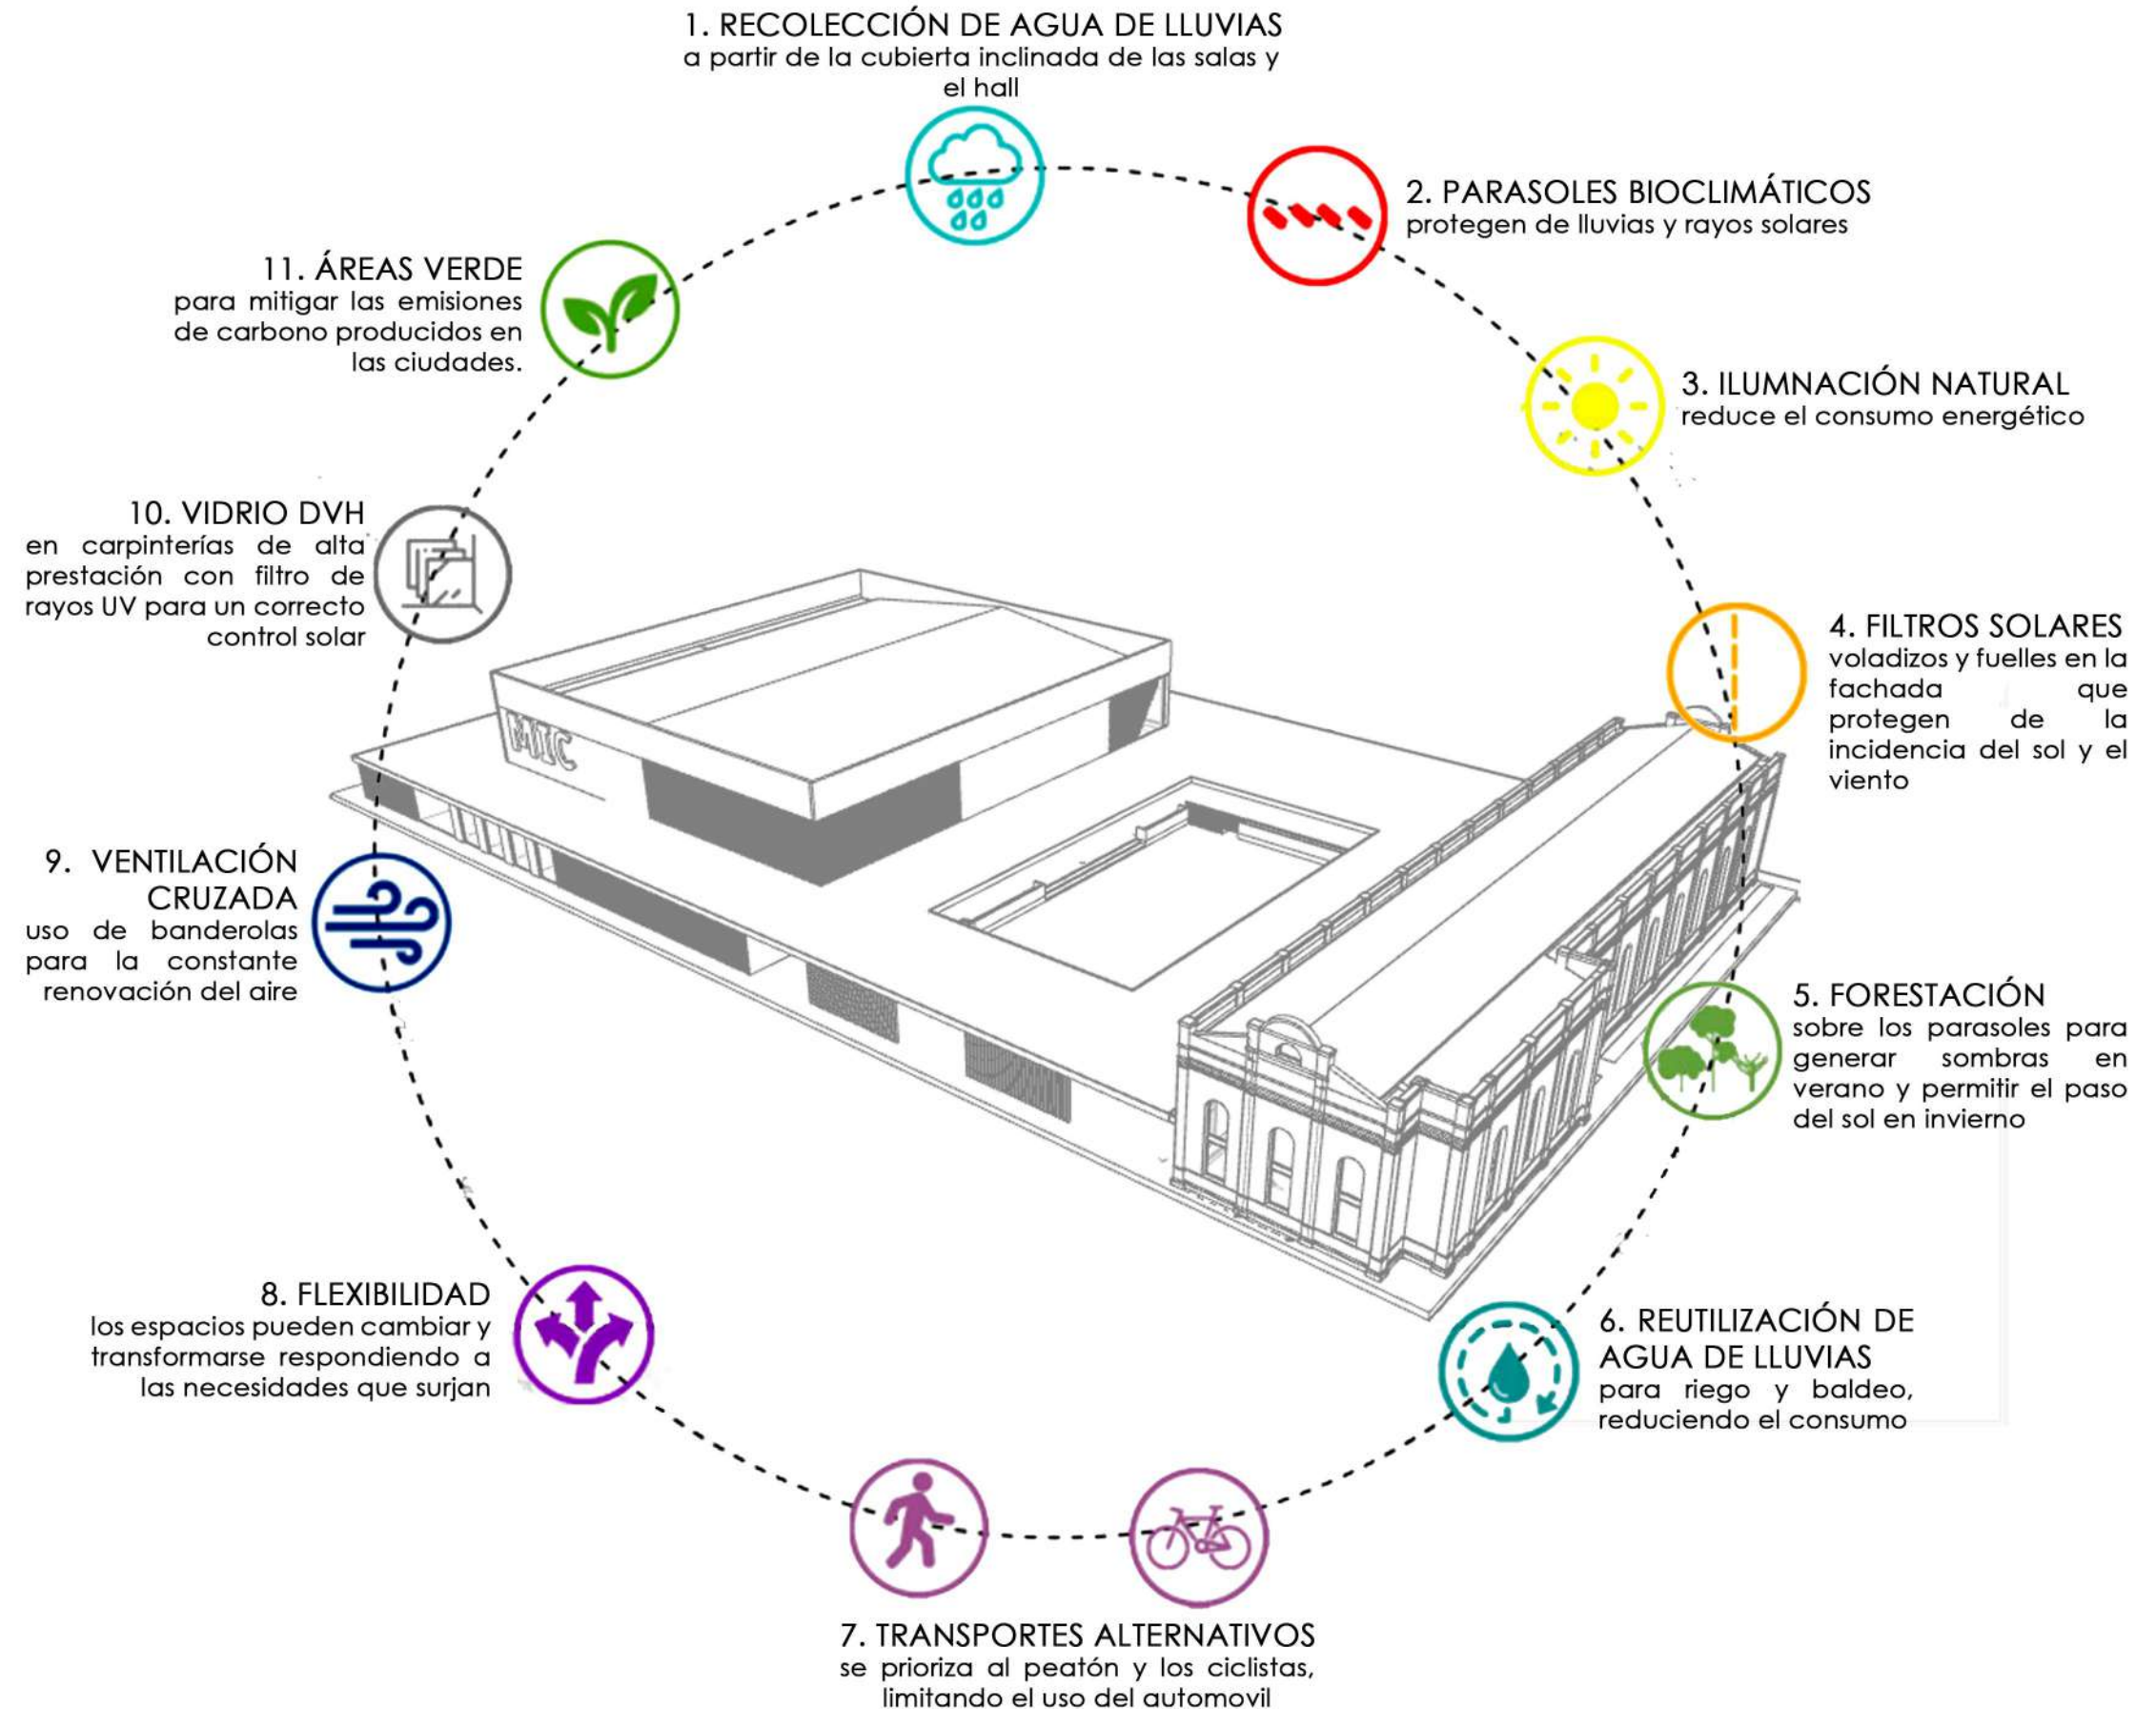 1. RECOLECCIÓN DE AGUA DE LLUVIAS
a partir de la cubierta inclinada de las salas y
el hall
2. PARASOLES BIOCLIMÁTICOS
protegen de lluvias y rayos solares
3. ILUMNACIÓN NATURAL
reduce el consumo energético
4. FILTROS SOLARES
voladizos y fuelles en la
fachada que
protegen de la
incidencia del sol y el
viento
5. FORESTACIÓN
sobre los parasoles para
generar sombras en
verano y permitir el paso
del sol en invierno
6. REUTILIZACIÓN DE
AGUA DE LLUVIAS
para riego y baldeo,
reduciendo el consumo
7. TRANSPORTES ALTERNATIVOS
se prioriza al peatón y los ciclistas,
limitando el uso del automovil
8. FLEXIBILIDAD
los espacios pueden cambiar y
transformarse respondiendo a
las necesidades que surjan
9. VENTILACIÓN
CRUZADA
uso de banderolas
para la constante
renovación del aire
10. VIDRIO DVH
en carpinterías de alta
prestación con filtro de
rayos UV para un correcto
control solar
11. ÁREAS VERDE
para mitigar las emisiones
de carbono producidos en
las ciudades.
MIC